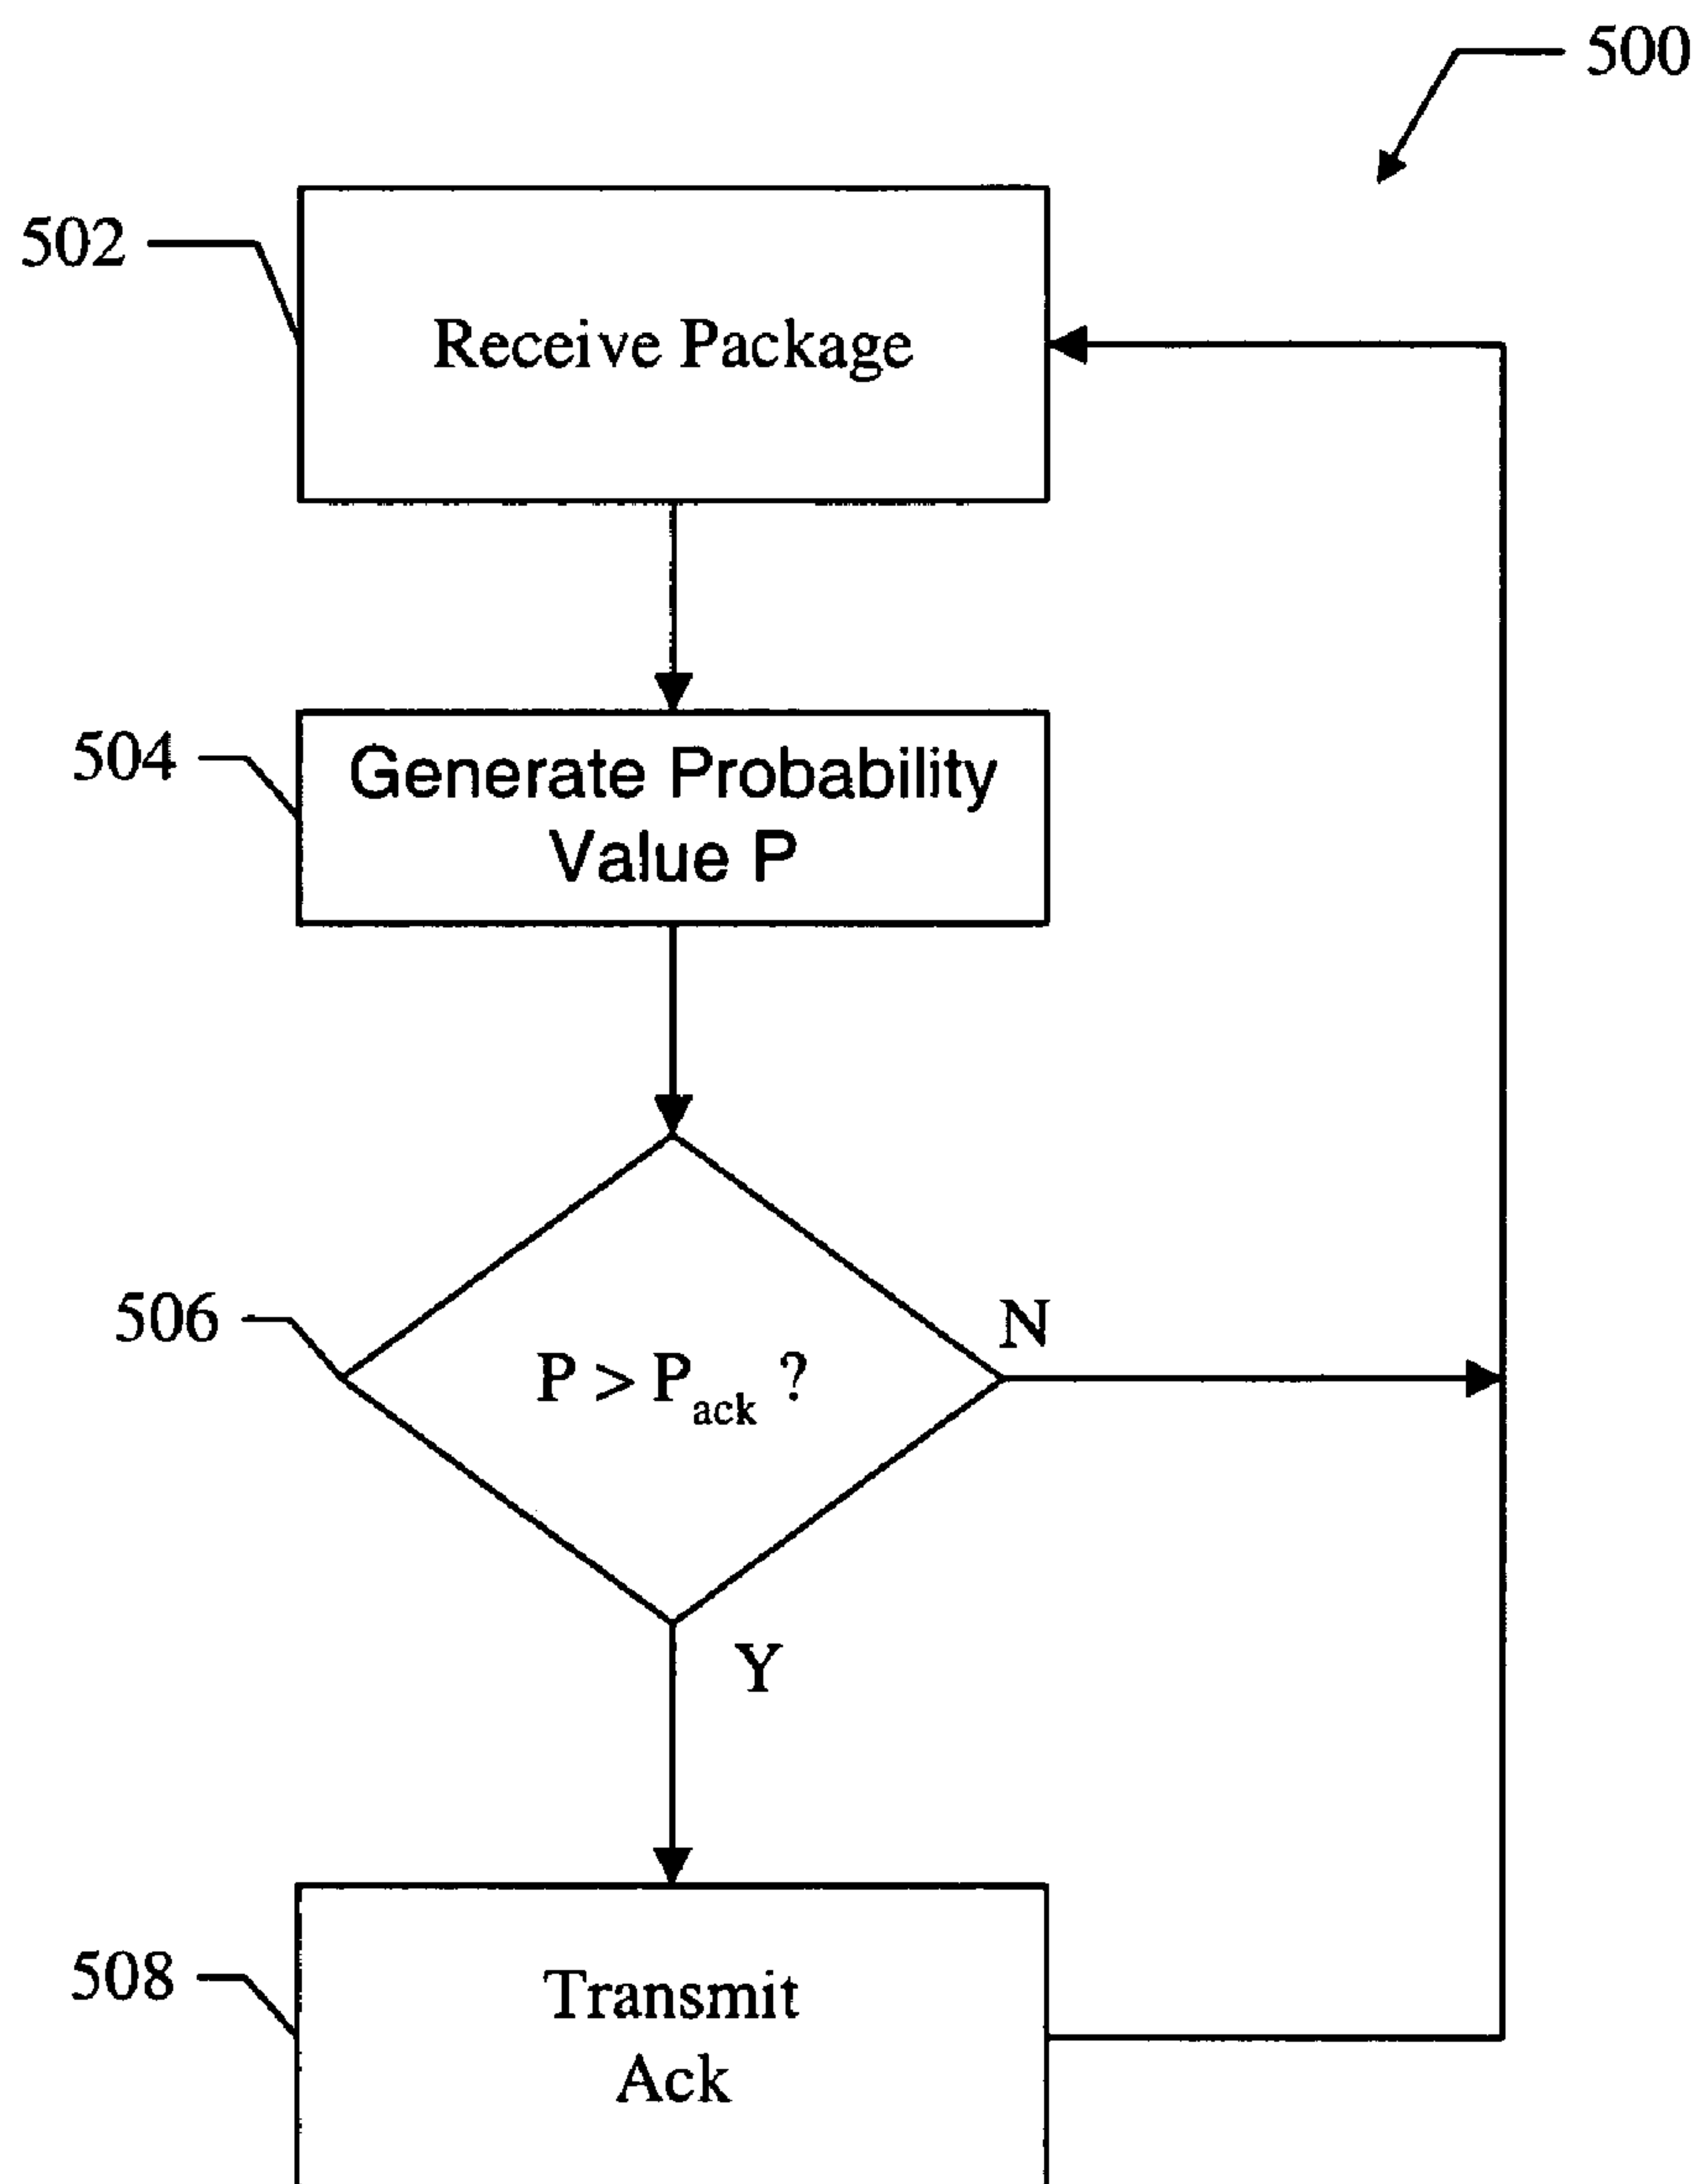 500
502
Receive Package
504
Generate Probability
Value P
506
N
P > Pack ?
Y
508
Transmit
Ack